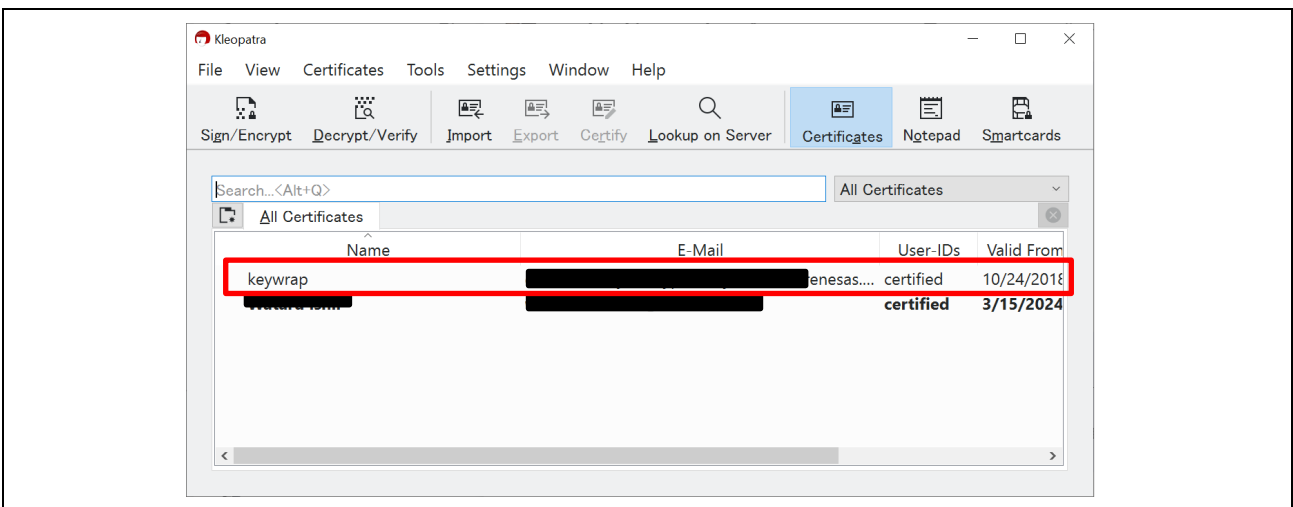 Kleopatra
File View Certificates Tools Settings Window Help
Sign/Encrypt Decrypt/Verify Import Export Certify Lookup on Server Certificates Notepad Smartcards
Search...<Alt+Q> All Certificates
All Certificates
Name E-Mail User-IDs Valid From
keywrap enesas.... certified 10/24/2018
certified 3/15/2024